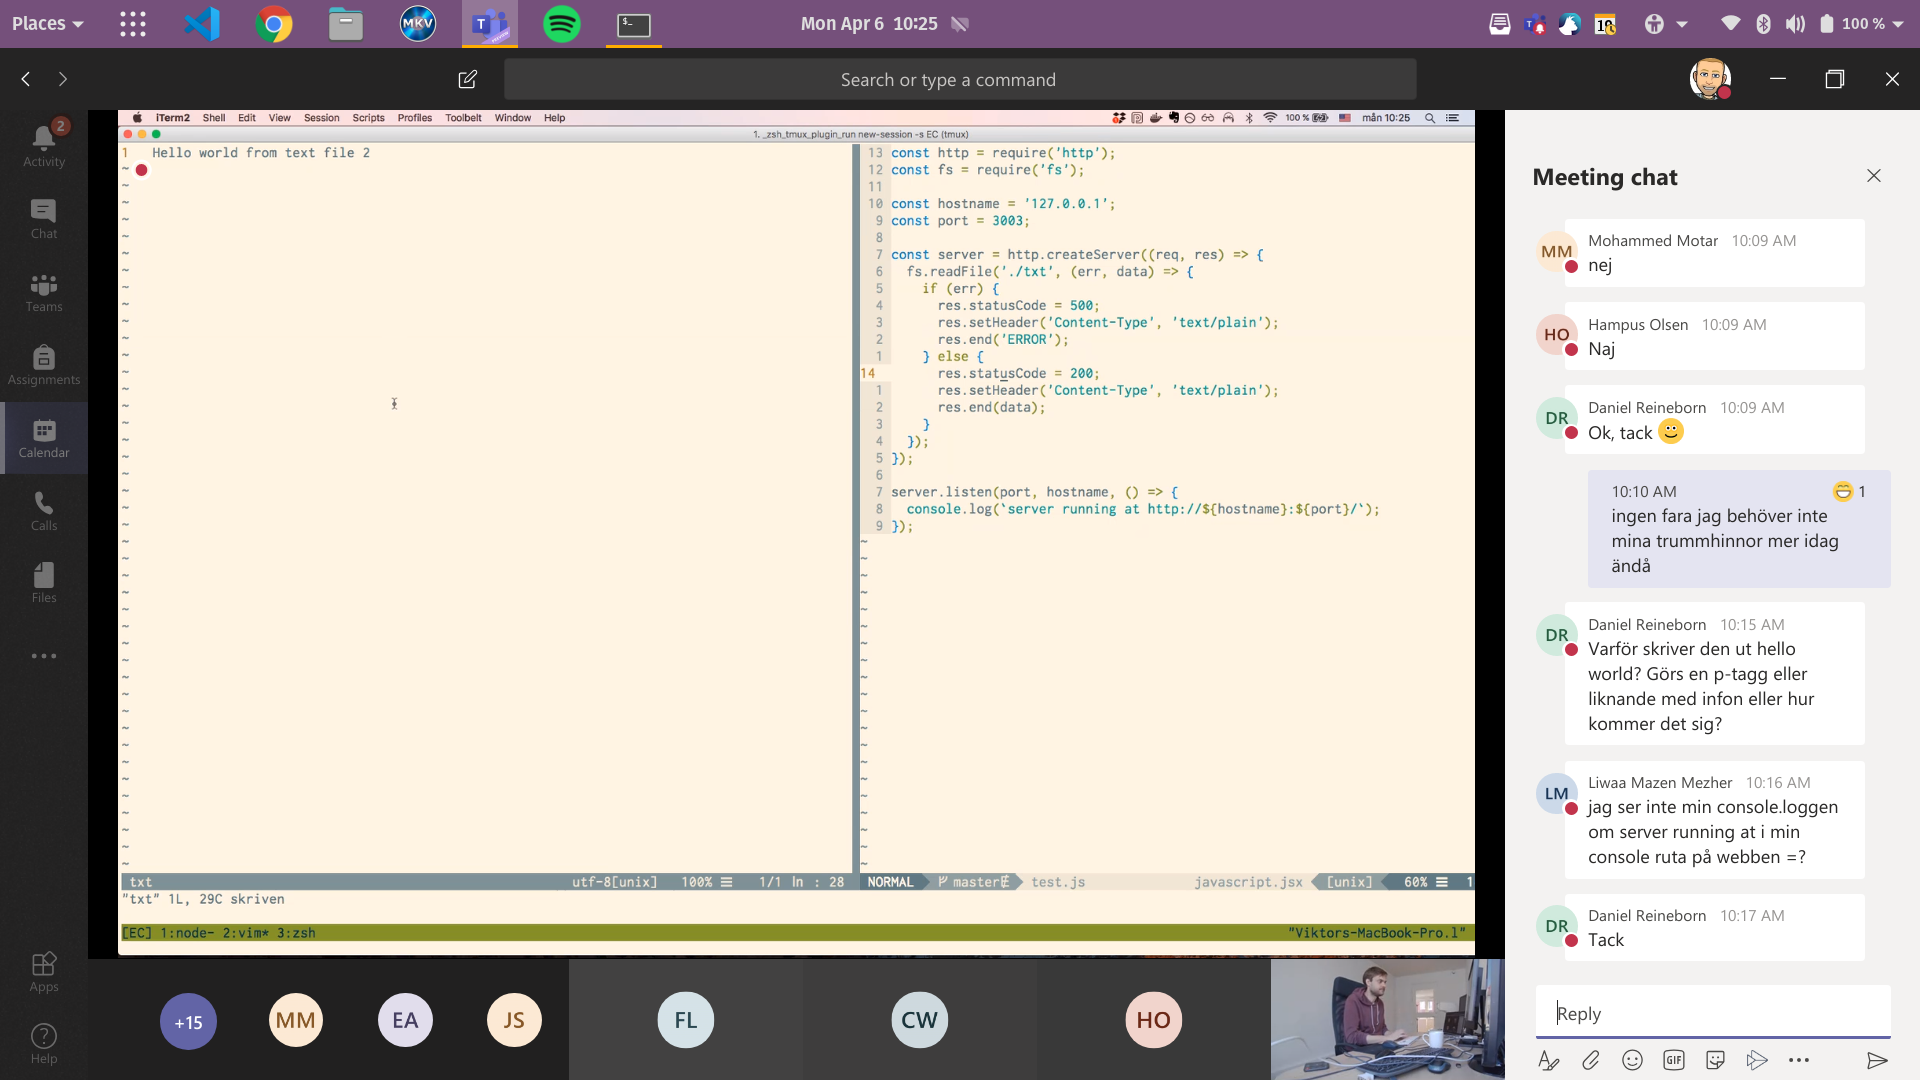 Places
MKV
Mon Apr 6 10:25
100 %
Search or type a command
2
Activity
Chat
Teams
Assignments
Calendar
Calls
Files
Apps
Help
iTerm2 Shell Edit View Session Scripts Profiles Toolbelt Window Help
100 % mån 10:25
1. _zsh_tmux_plugin_run new-session -s EC (tmux)
1 Hello world from text file 2
13 const http = require('http');
12 const fs = require('fs');
11
10 const hostname = '127.0.0.1';
9 const port = 3003;
8
7 const server = http.createServer((req, res) => {
6 fs.readFile('./txt', (err, data) => {
5 if (err) {
4 res.statusCode = 500;
3 res.setHeader('Content-Type', 'text/plain');
2 res.end('ERROR');
1 } else {
14 res.statusCode = 200;
1 res.setHeader('Content-Type', 'text/plain');
2 res.end(data);
3 }
4 });
5 });
6
7 server.listen(port, hostname, () => {
8 console.log(`server running at http://${hostname}:${port}/`);
9 });
txt utf-8[unix] 100% ☰ 1/1 ln : 28
NORMAL master test.js javascript.jsx [unix] 60% ☰ 1
"txt" 1L, 29C skriven
[EC] 1:node- 2:vim* 3:zsh "Viktors-MacBook-Pro.l"
+15
MM
EA
JS
FL
CW
HO
Meeting chat
MM
Mohammed Motar 10:09 AM
nej
HO
Hampus Olsen 10:09 AM
Naj
DR
Daniel Reineborn 10:09 AM
Ok, tack
10:10 AM 1
ingen fara jag behöver inte
mina trummhinnor mer idag
ändå
DR
Daniel Reineborn 10:15 AM
Varför skriver den ut hello
world? Görs en p-tagg eller
liknande med infon eller hur
kommer det sig?
LM
Liwaa Mazen Mezher 10:16 AM
jag ser inte min console.loggen
om server running at i min
console ruta på webben =?
DR
Daniel Reineborn 10:17 AM
Tack
Reply
GIF